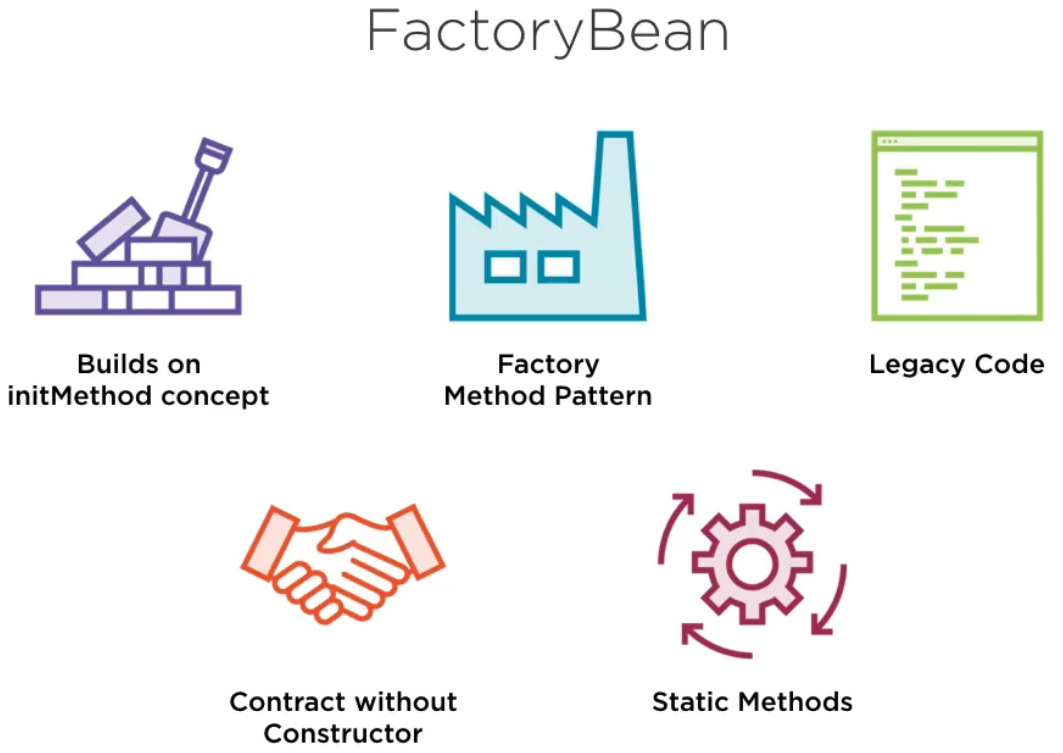 FactoryBean
Builds on
initMethod concept
Factory
Method Pattern
Legacy Code
Contract without
Constructor
Static Methods